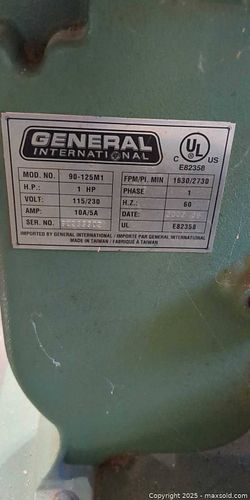 GENERAL
INTERNATIONAL
UL
C US
E82358
MOD. NO. 90-125M1 FPM/PI. MIN 1630/2730
H.P.: 1 HP PHASE 1
VOLT: 115/230 H.Z.: 60
AMP: 10A/5A DATE:
SER. NO. UL E82358
IMPORTED BY GENERAL INTERNATIONAL / IMPORTÉ PAR GENERAL INTERNATIONAL
MADE IN TAIWAN / FABRIQUÉ À TAIWAN
Copyright © 2025 - maxsold.com